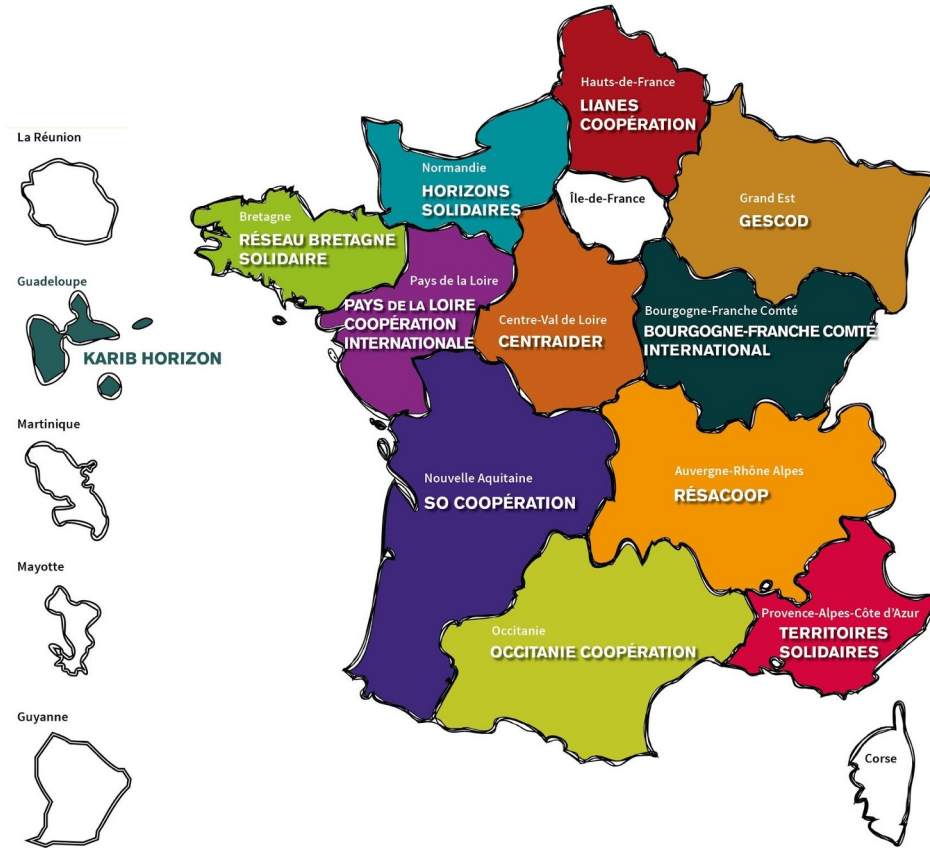 La Réunion
Guadeloupe
KARIB HORIZON
Martinique
Mayotte
Guyanne
Hauts-de-France
LIANES
COOPÉRATION
Normandie
HORIZONS
SOLIDAIRES
Île-de-France
Grand Est
GESCOD
Bretagne
RÉSEAU BRETAGNE
SOLIDAIRE
Pays de la Loire
PAYS DE LA LOIRE
COOPÉRATION
INTERNATIONALE
Centre-Val de Loire
CENTRAIDER
Bourgogne-Franche Comté
BOURGOGNE-FRANCHE COMTÉ
INTERNATIONAL
Nouvelle Aquitaine
SO COOPÉRATION
Auvergne-Rhône Alpes
RÉSACOOP
Occitanie
OCCITANIE COOPÉRATION
Provence-Alpes-Côte d'Azur
TERRITOIRES
SOLIDAIRES
Corse